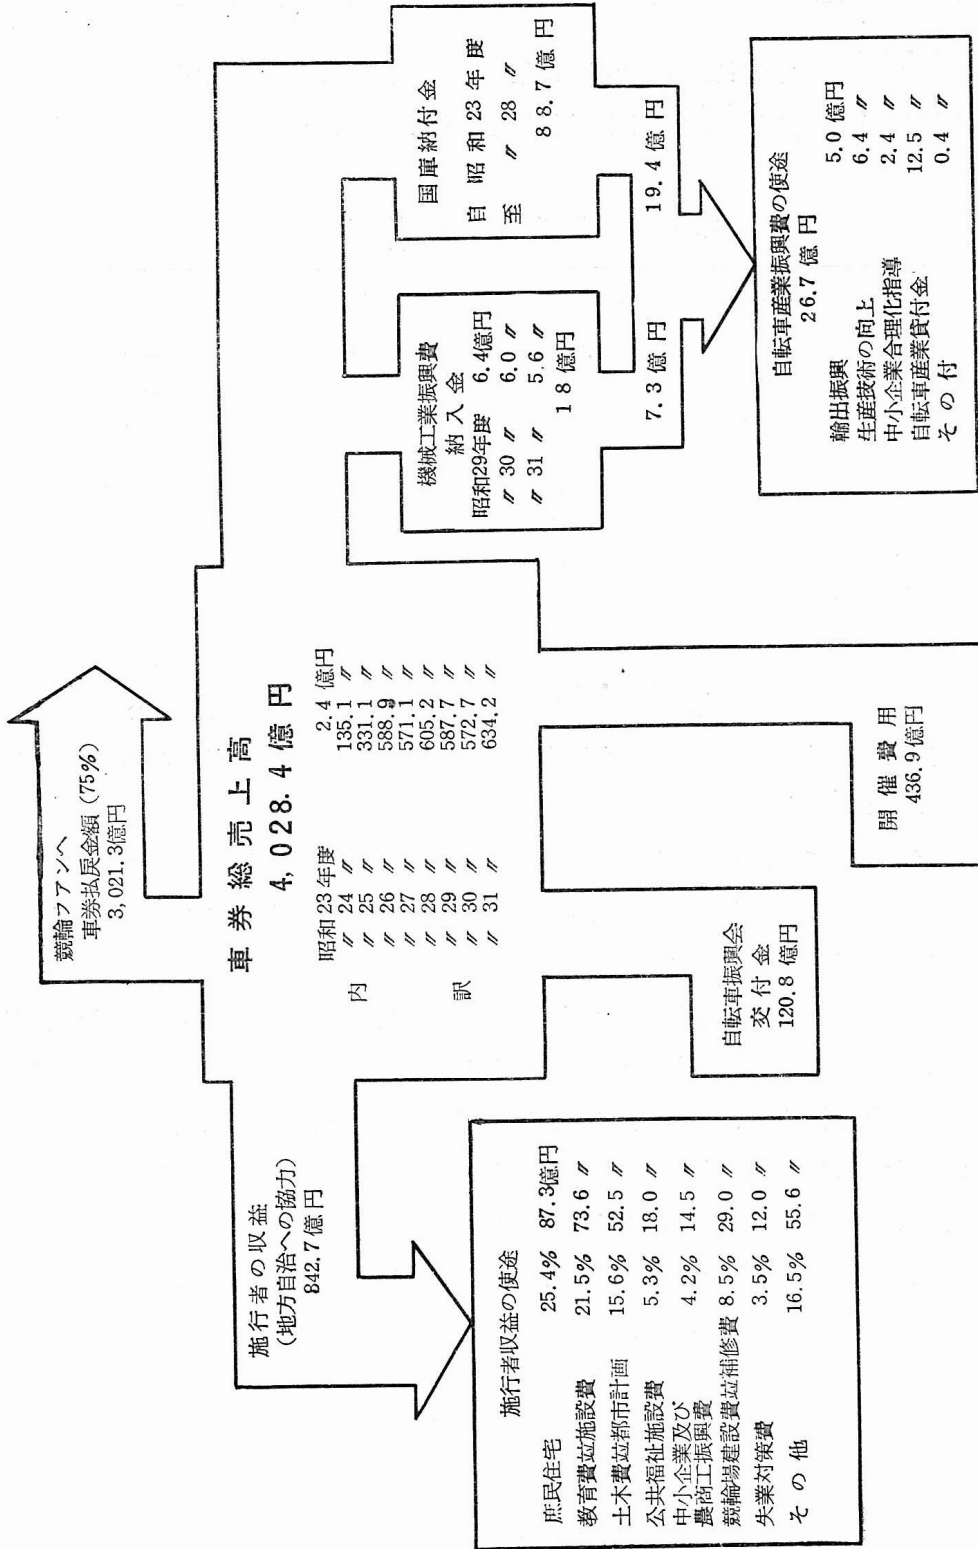 競輪フアンへ
車券払戻金額(75%)
3,021.3億円
車券総売上高
4,028.4億円
内訳
昭和23年度 2.4億円
〃 24 〃 135.1 〃
〃 25 〃 331.1 〃
〃 26 〃 588.9 〃
〃 27 〃 571.1 〃
〃 28 〃 605.2 〃
〃 29 〃 587.7 〃
〃 30 〃 572.7 〃
〃 31 〃 634.2 〃
施行者の収益
(地方自治への協力)
842.7億円
施行者収益の使途
庶民住宅 25.4% 87.3億円
教育費竝施設費 21.5% 73.6 〃
土木費竝都市計画 15.6% 52.5 〃
公共福祉施設費 5.3% 18.0 〃
中小企業及び
農商工振興費 4.2% 14.5 〃
競輪場建設費竝補修費 8.5% 29.0 〃
失業対策費 3.5% 12.0 〃
その他 16.5% 55.6 〃
自転車振興会
交付金
120.8億円
開催費用
436.9億円
機械工業振興費
納入金
昭和29年度 6.4億円
〃 30 〃 6.0 〃
〃 31 〃 5.6 〃
18億円
国庫納付金
自昭和23年度
至 〃 28 〃
88.7億円
7.3億円
19.4億円
自転車産業振興費の使途
26.7億円
輸出振興 5.0億円
生産技術の向上 6.4 〃
中小企業合理化指導 2.4 〃
自転車産業貸付金 12.5 〃
その付 0.4 〃